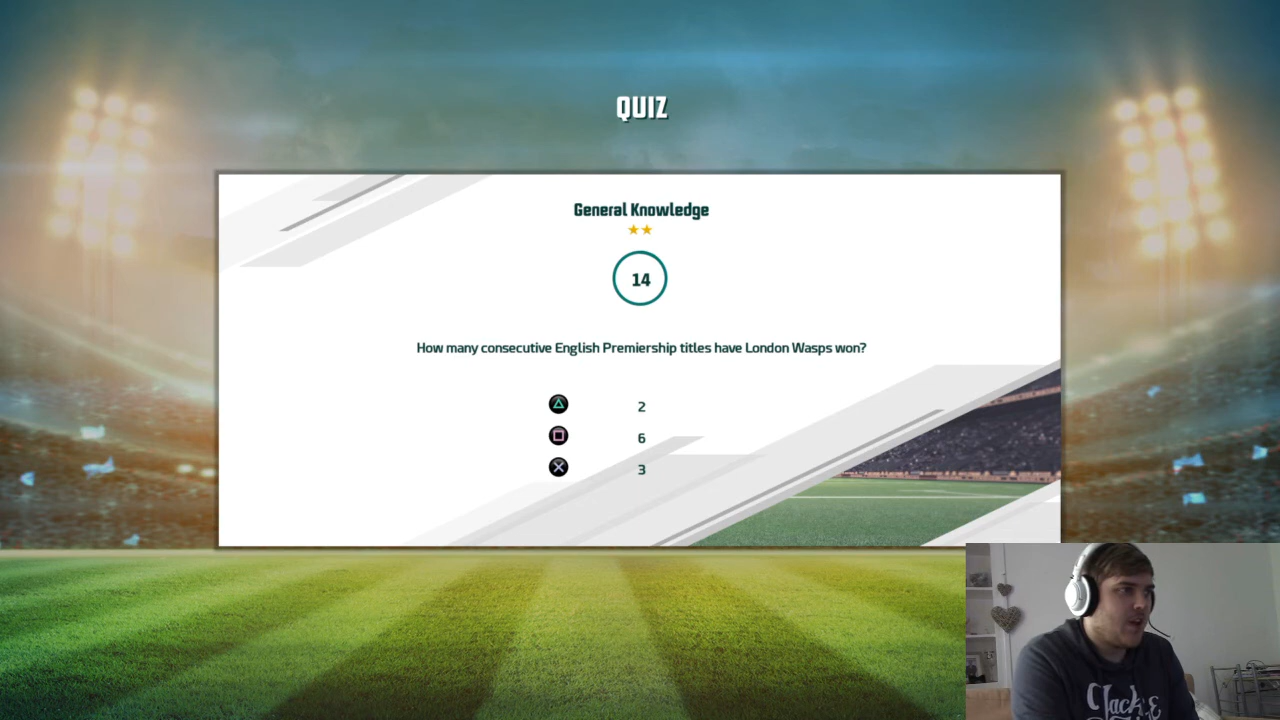 QUIZ
General Knowledge
14
How many consecutive English Premiership titles have London Wasps won?
2
6
3